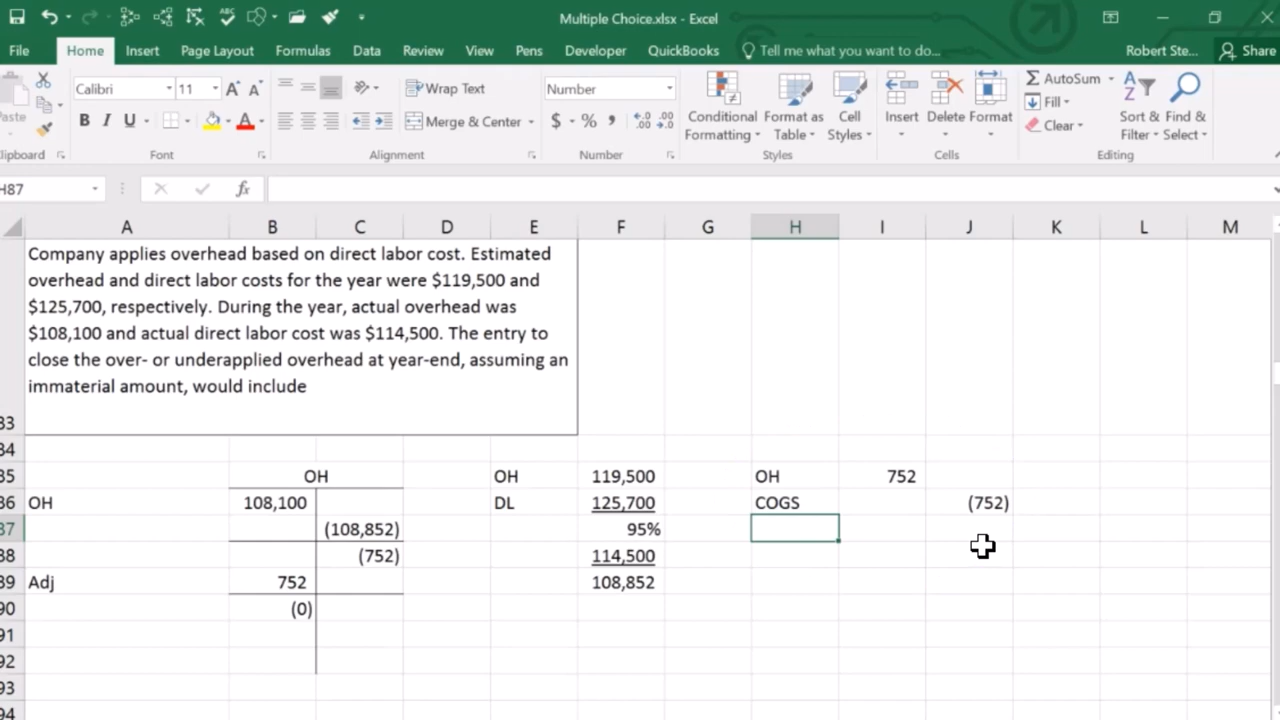 Multiple Choice.xlsx - Excel
File Home Insert Page Layout Formulas Data Review View Pens Developer QuickBooks Tell me what you want to do... Robert Ste... Share
Calibri 11 Wrap Text Number AutoSum
B I U Merge & Center $ % Conditional Formatting Format as Table Cell Styles Insert Delete Format Fill Clear Sort & Filter Find & Select
Font Alignment Number Styles Cells Editing
fx
A B C D E F G H I J K L M
Company applies overhead based on direct labor cost. Estimated
overhead and direct labor costs for the year were $119,500 and
$125,700, respectively. During the year, actual overhead was
$108,100 and actual direct labor cost was $114,500. The entry to
close the over- or underapplied overhead at year-end, assuming an
immaterial amount, would include
OH OH 119,500 OH 752
OH 108,100 DL 125,700 COGS (752)
(108,852) 95%
(752) 114,500
Adj 752 108,852
(0)